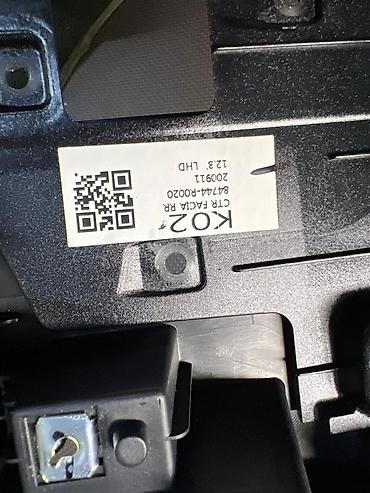 K02
CTR FACIA RR
84744-R0020
200911
12.3" LHD